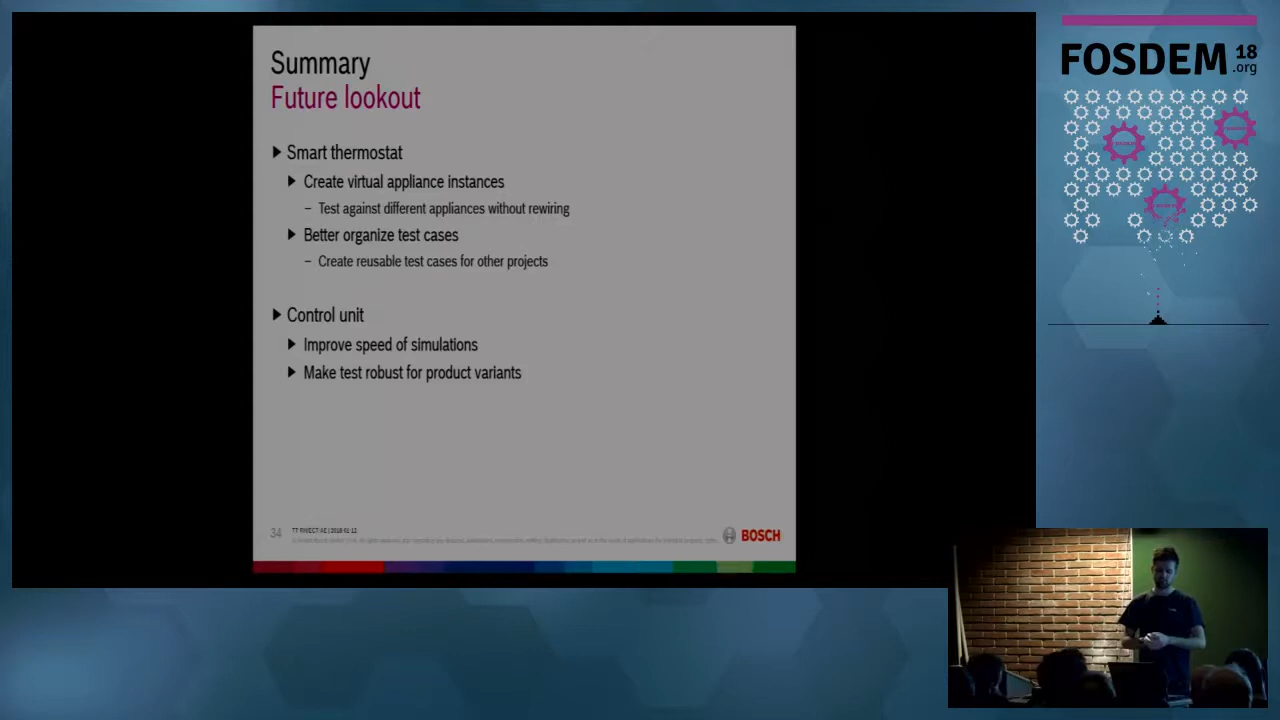 Summary
Future lookout
Smart thermostat
Create virtual appliance instances
– Test against different appliances without rewiring
Better organize test cases
– Create reusable test cases for other projects
Control unit
Improve speed of simulations
Make test robust for product variants
34
BOSCH
FOSDEM 18
.org